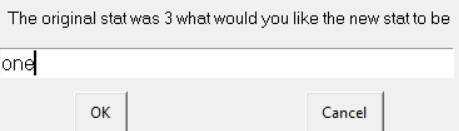 The original stat was 3 what would you like the new stat to be
one
OK
Cancel